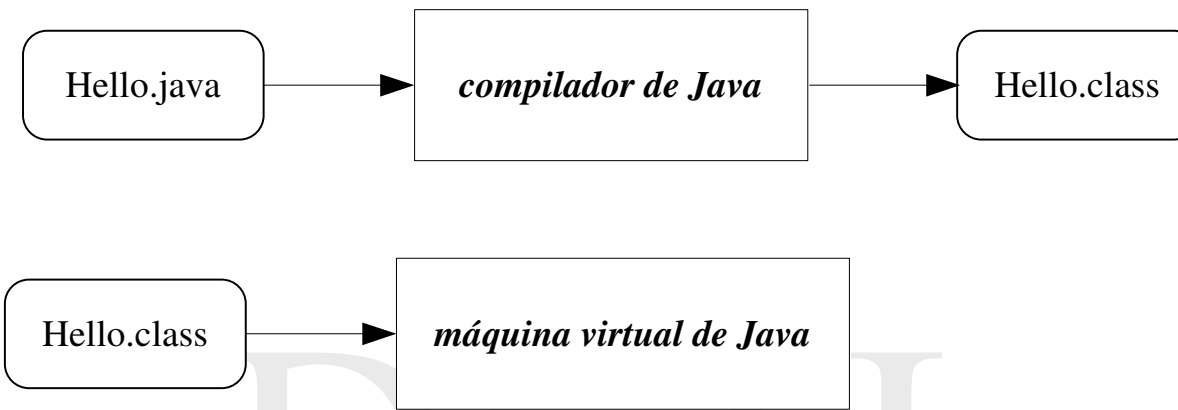 Hello.java
compilador de Java
Hello.class
Hello.class
máquina virtual de Java